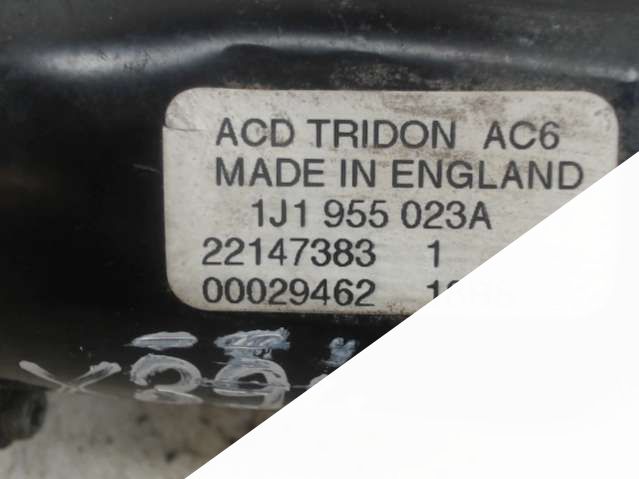 ACD TRIDON AC6
MADE IN ENGLAND
1J1 955 023A
22147383 1
00029462